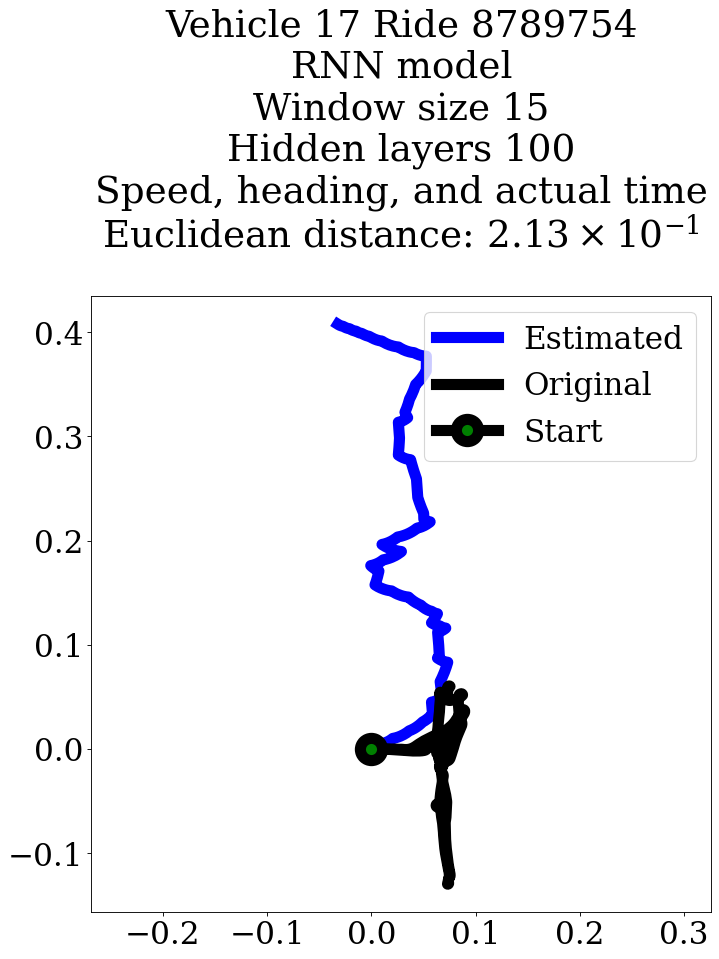 Vehicle 17 Ride 8789754
RNN model
Window size 15
Hidden layers 100
Speed, heading, and actual time
Euclidean distance: 2.13 × 10⁻¹
Estimated
Original
Start
0.4
0.3
0.2
0.1
0.0
−0.1
−0.2 −0.1 0.0 0.1 0.2 0.3